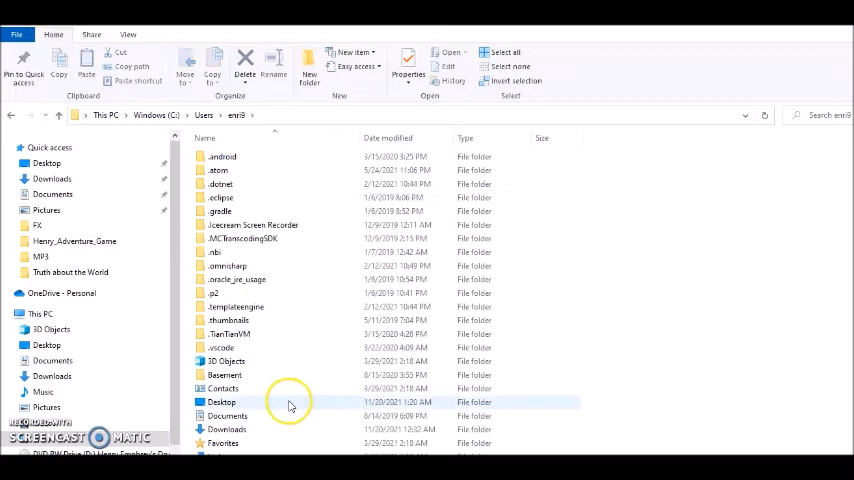 File Home Share View
Pin to Quick access
Copy
Paste
Cut
Copy path
Paste shortcut
Move to
Copy to
Delete
Rename
New folder
New item
Easy access
Properties
Open
Edit
History
Select all
Select none
Invert selection
Clipboard Organize New Open Select
This PC > Windows (C:) > Users > enri9 >
Search enri9
Name Date modified Type Size
Quick access
Desktop
Downloads
Documents
Pictures
FX
Henry_Adventure_Game
MP3
Truth about the World
OneDrive - Personal
This PC
3D Objects
Desktop
Documents
Downloads
Music
Pictures
.android 3/15/2020 3:25 PM File folder
.atom 5/24/2021 11:06 PM File folder
.dotnet 2/12/2021 10:44 PM File folder
.eclipse 1/6/2019 8:06 PM File folder
.gradle 1/6/2019 8:52 PM File folder
.Icecream Screen Recorder 12/9/2019 12:11 AM File folder
.MCTranscodingSDK 12/9/2019 2:15 PM File folder
.nbi 1/7/2019 12:42 AM File folder
.omnisharp 2/12/2021 10:49 PM File folder
.oracle_jre_usage 1/6/2019 10:54 PM File folder
.p2 1/6/2019 10:41 PM File folder
.templateengine 2/12/2021 10:44 PM File folder
.thumbnails 5/11/2019 7:04 PM File folder
.TianTianVM 3/15/2020 4:28 PM File folder
.vscode 3/22/2020 4:09 AM File folder
3D Objects 3/29/2021 2:18 AM File folder
Basement 8/15/2020 3:55 PM File folder
Contacts 3/29/2021 2:18 AM File folder
Desktop 11/20/2021 1:20 AM File folder
Documents 8/14/2019 6:09 PM File folder
Downloads 11/20/2021 12:32 AM File folder
Favorites 3/29/2021 2:18 AM File folder
RECORDED WITH
SCREENCAST MATIC
DVD RW Drive (D:) Henry Emphrey's DVD